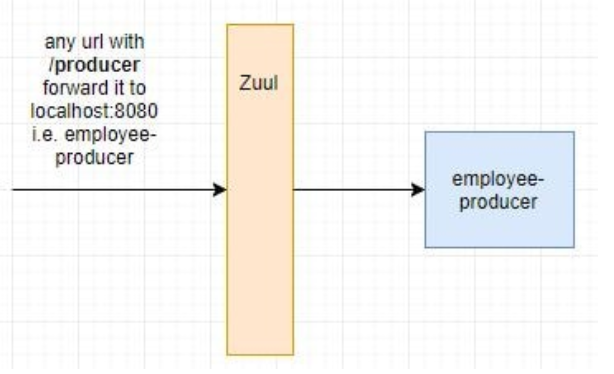 any url with
/producer
forward it to
localhost:8080
i.e. employee-
producer
Zuul
employee-
producer